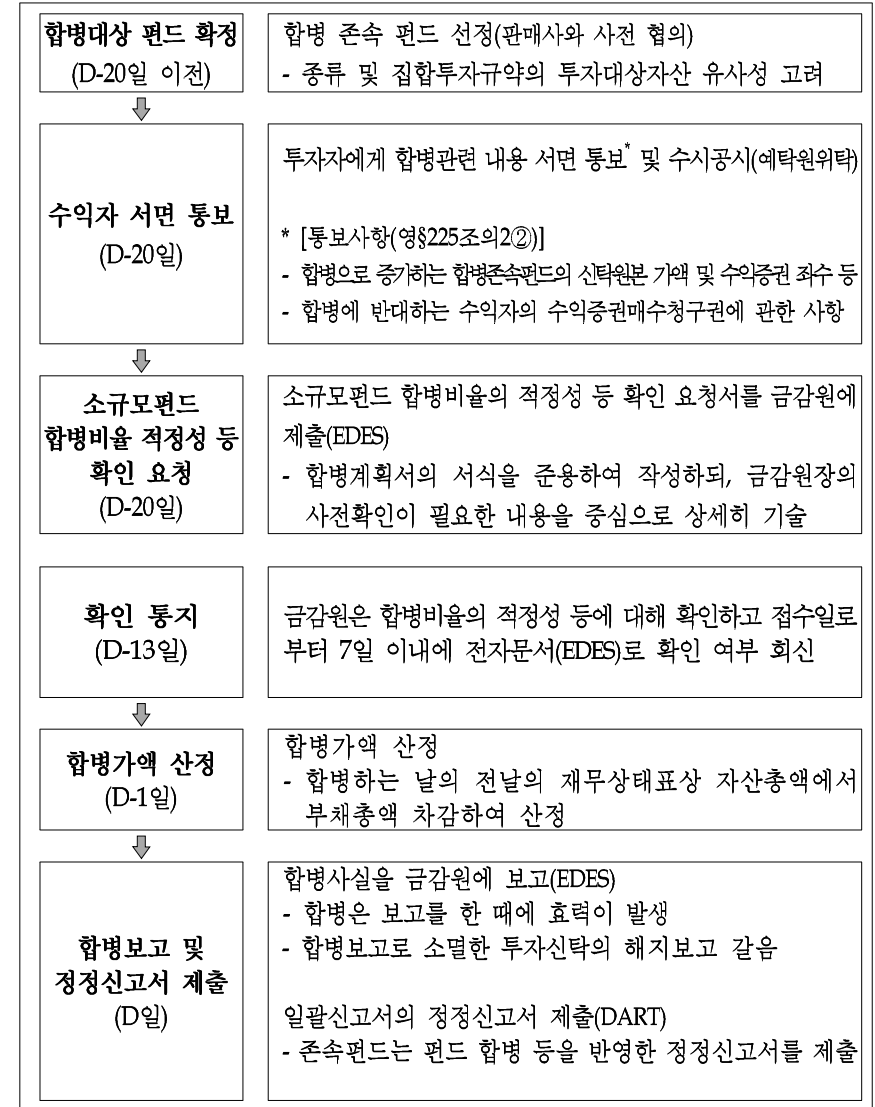 합병대상 펀드 확정
(D-20일 이전)
합병 존속 펀드 선정(판매사와 사전 협의)
- 종류 및 집합투자규약의 투자대상자산 유사성 고려
수익자 서면 통보
(D-20일)
투자자에게 합병관련 내용 서면 통보* 및 수시공시(예탁원위탁)
* [통보사항(영§225조의2②)]
- 합병으로 증가하는 합병존속펀드의 신탁원본 가액 및 수익증권 좌수 등
- 합병에 반대하는 수익자의 수익증권매수청구권에 관한 사항
소규모펀드
합병비율 적정성 등
확인 요청
(D-20일)
소규모펀드 합병비율의 적정성 등 확인 요청서를 금감원에
제출(EDES)
- 합병계획서의 서식을 준용하여 작성하되, 금감원장의
사전확인이 필요한 내용을 중심으로 상세히 기술
확인 통지
(D-13일)
금감원은 합병비율의 적정성 등에 대해 확인하고 접수일로
부터 7일 이내에 전자문서(EDES)로 확인 여부 회신
합병가액 산정
(D-1일)
합병가액 산정
- 합병하는 날의 전날의 재무상태표상 자산총액에서
부채총액 차감하여 산정
합병보고 및
정정신고서 제출
(D일)
합병사실을 금감원에 보고(EDES)
- 합병은 보고를 한 때에 효력이 발생
- 합병보고로 소멸한 투자신탁의 해지보고 갈음
일괄신고서의 정정신고서 제출(DART)
- 존속펀드는 펀드 합병 등을 반영한 정정신고서를 제출